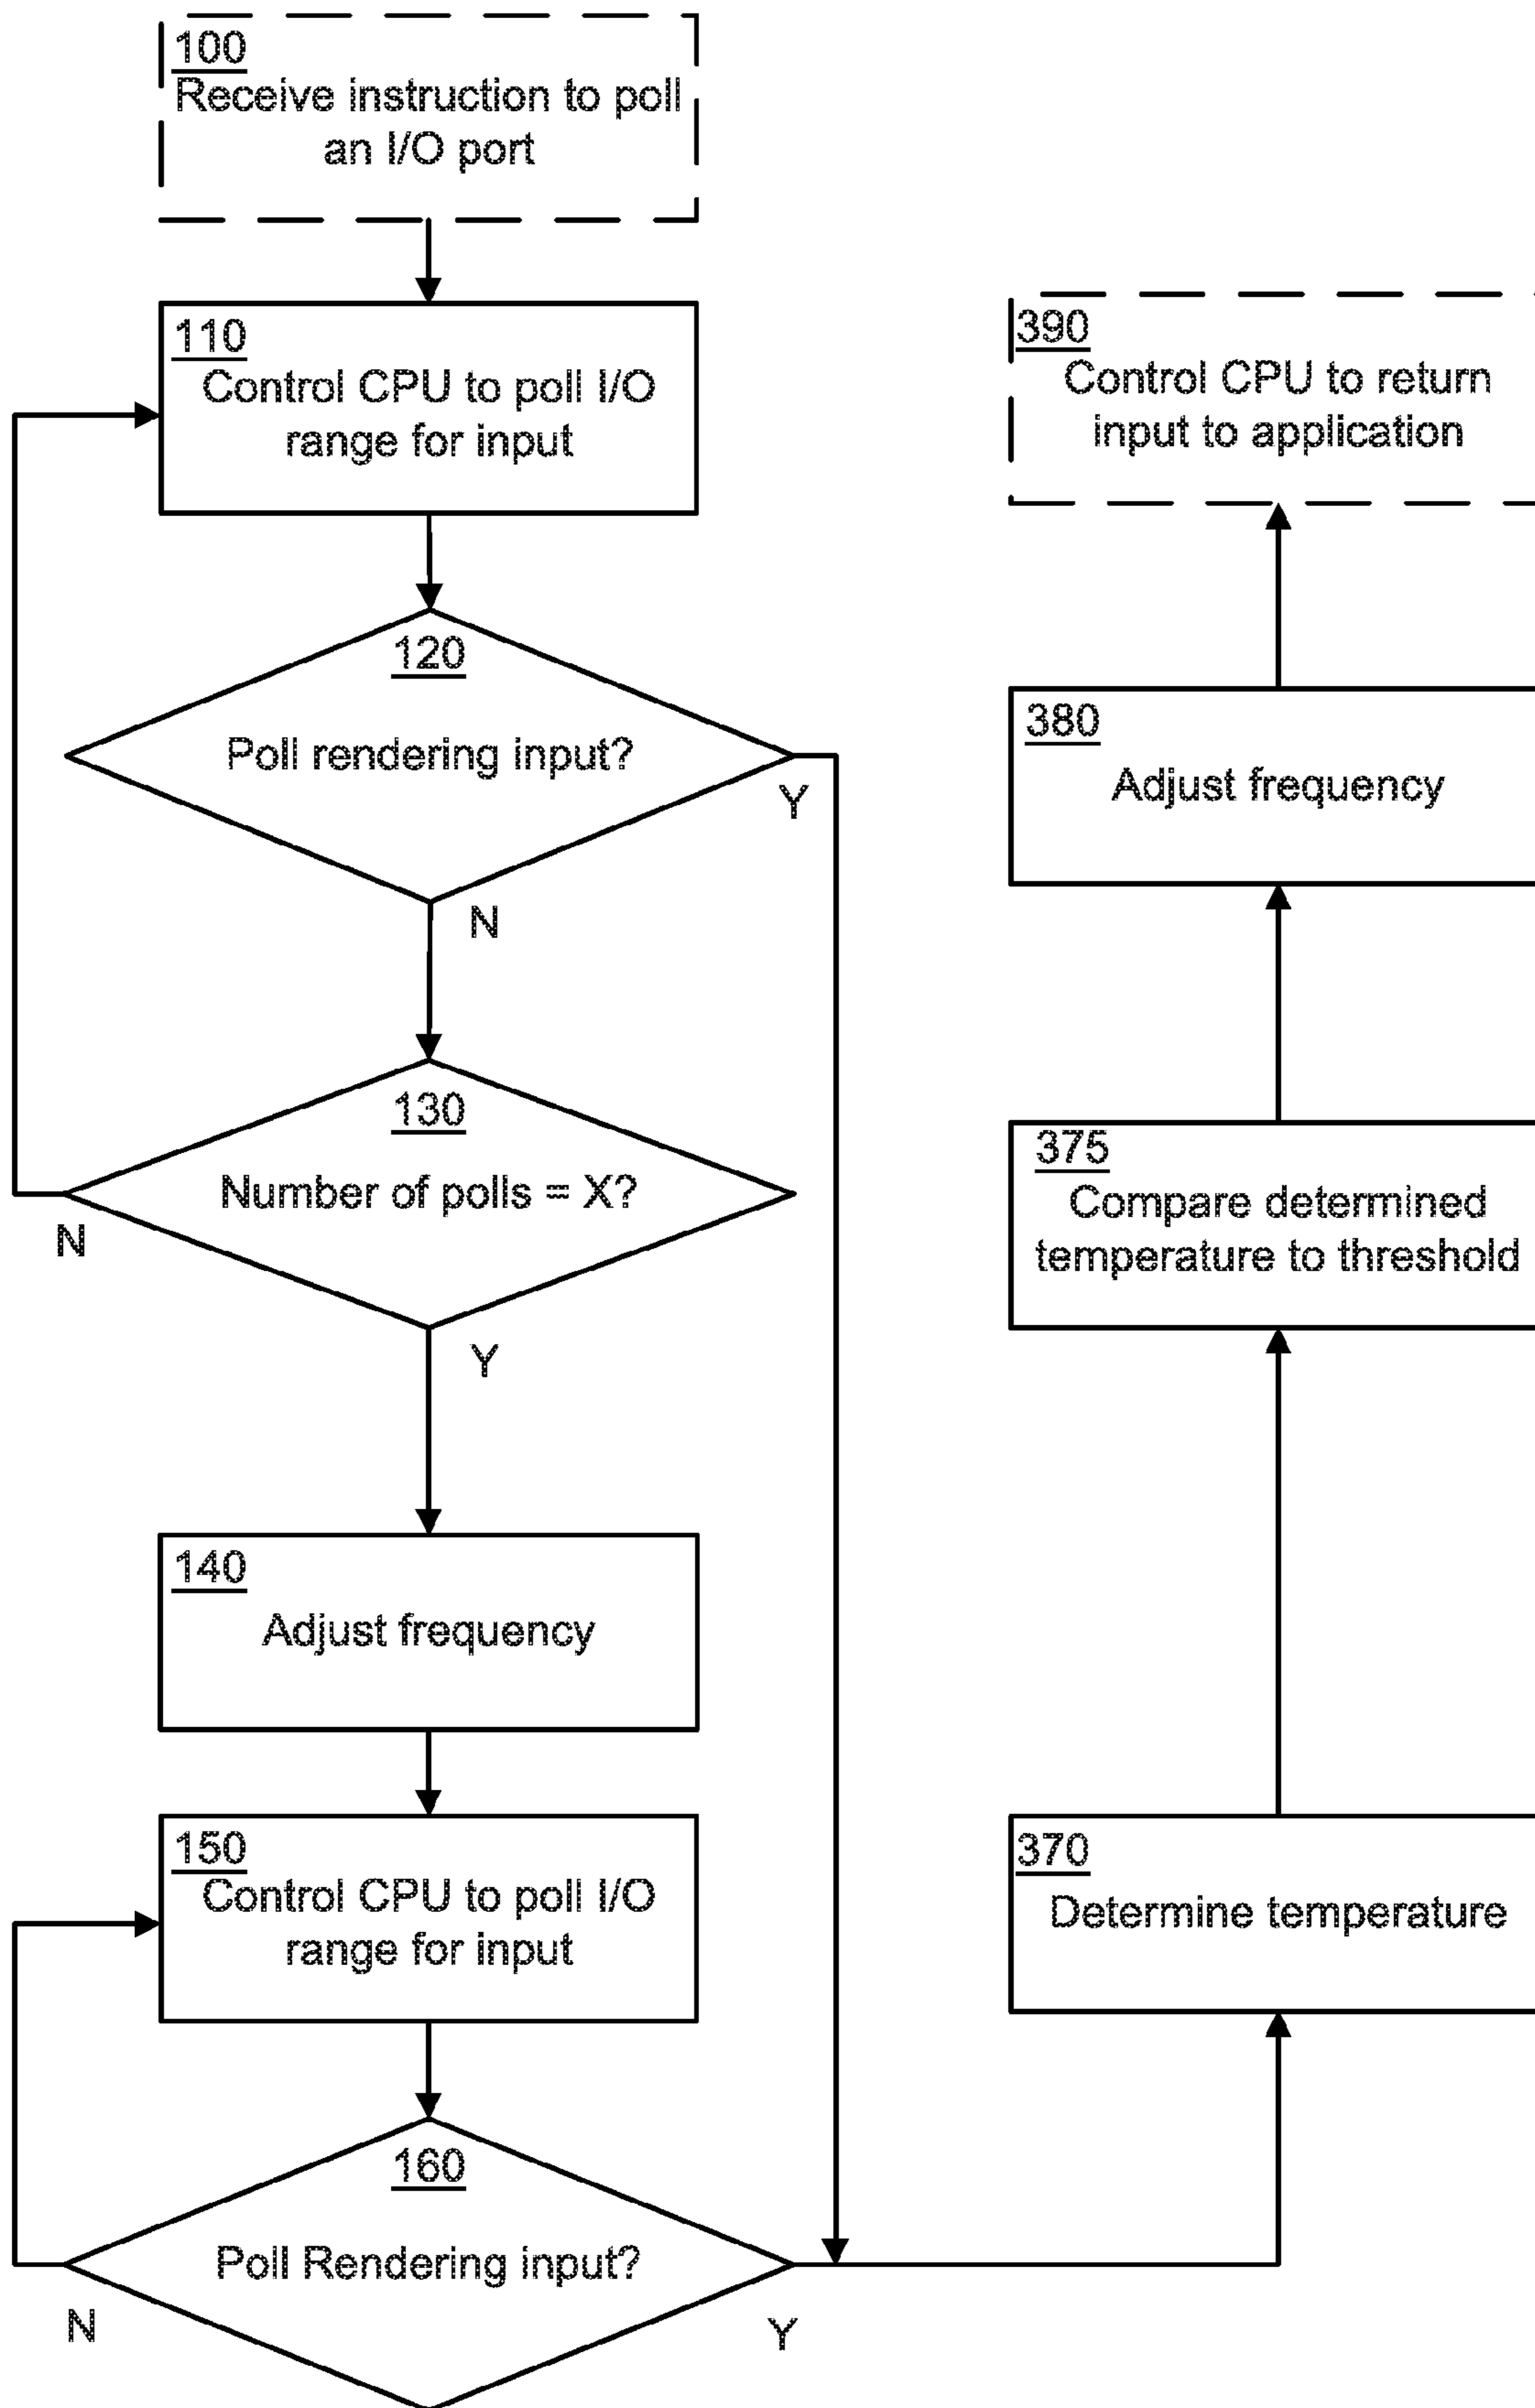 100
Receive instruction to poll
an I/O port
110
Control CPU to poll I/O
range for input
120
Poll rendering input?
Y
N
130
Number of polls = X?
N
Y
140
Adjust frequency
150
Control CPU to poll I/O
range for input
160
Poll Rendering input?
N
Y
370
Determine temperature
375
Compare determined
temperature to threshold
380
Adjust frequency
390
Control CPU to return
input to application